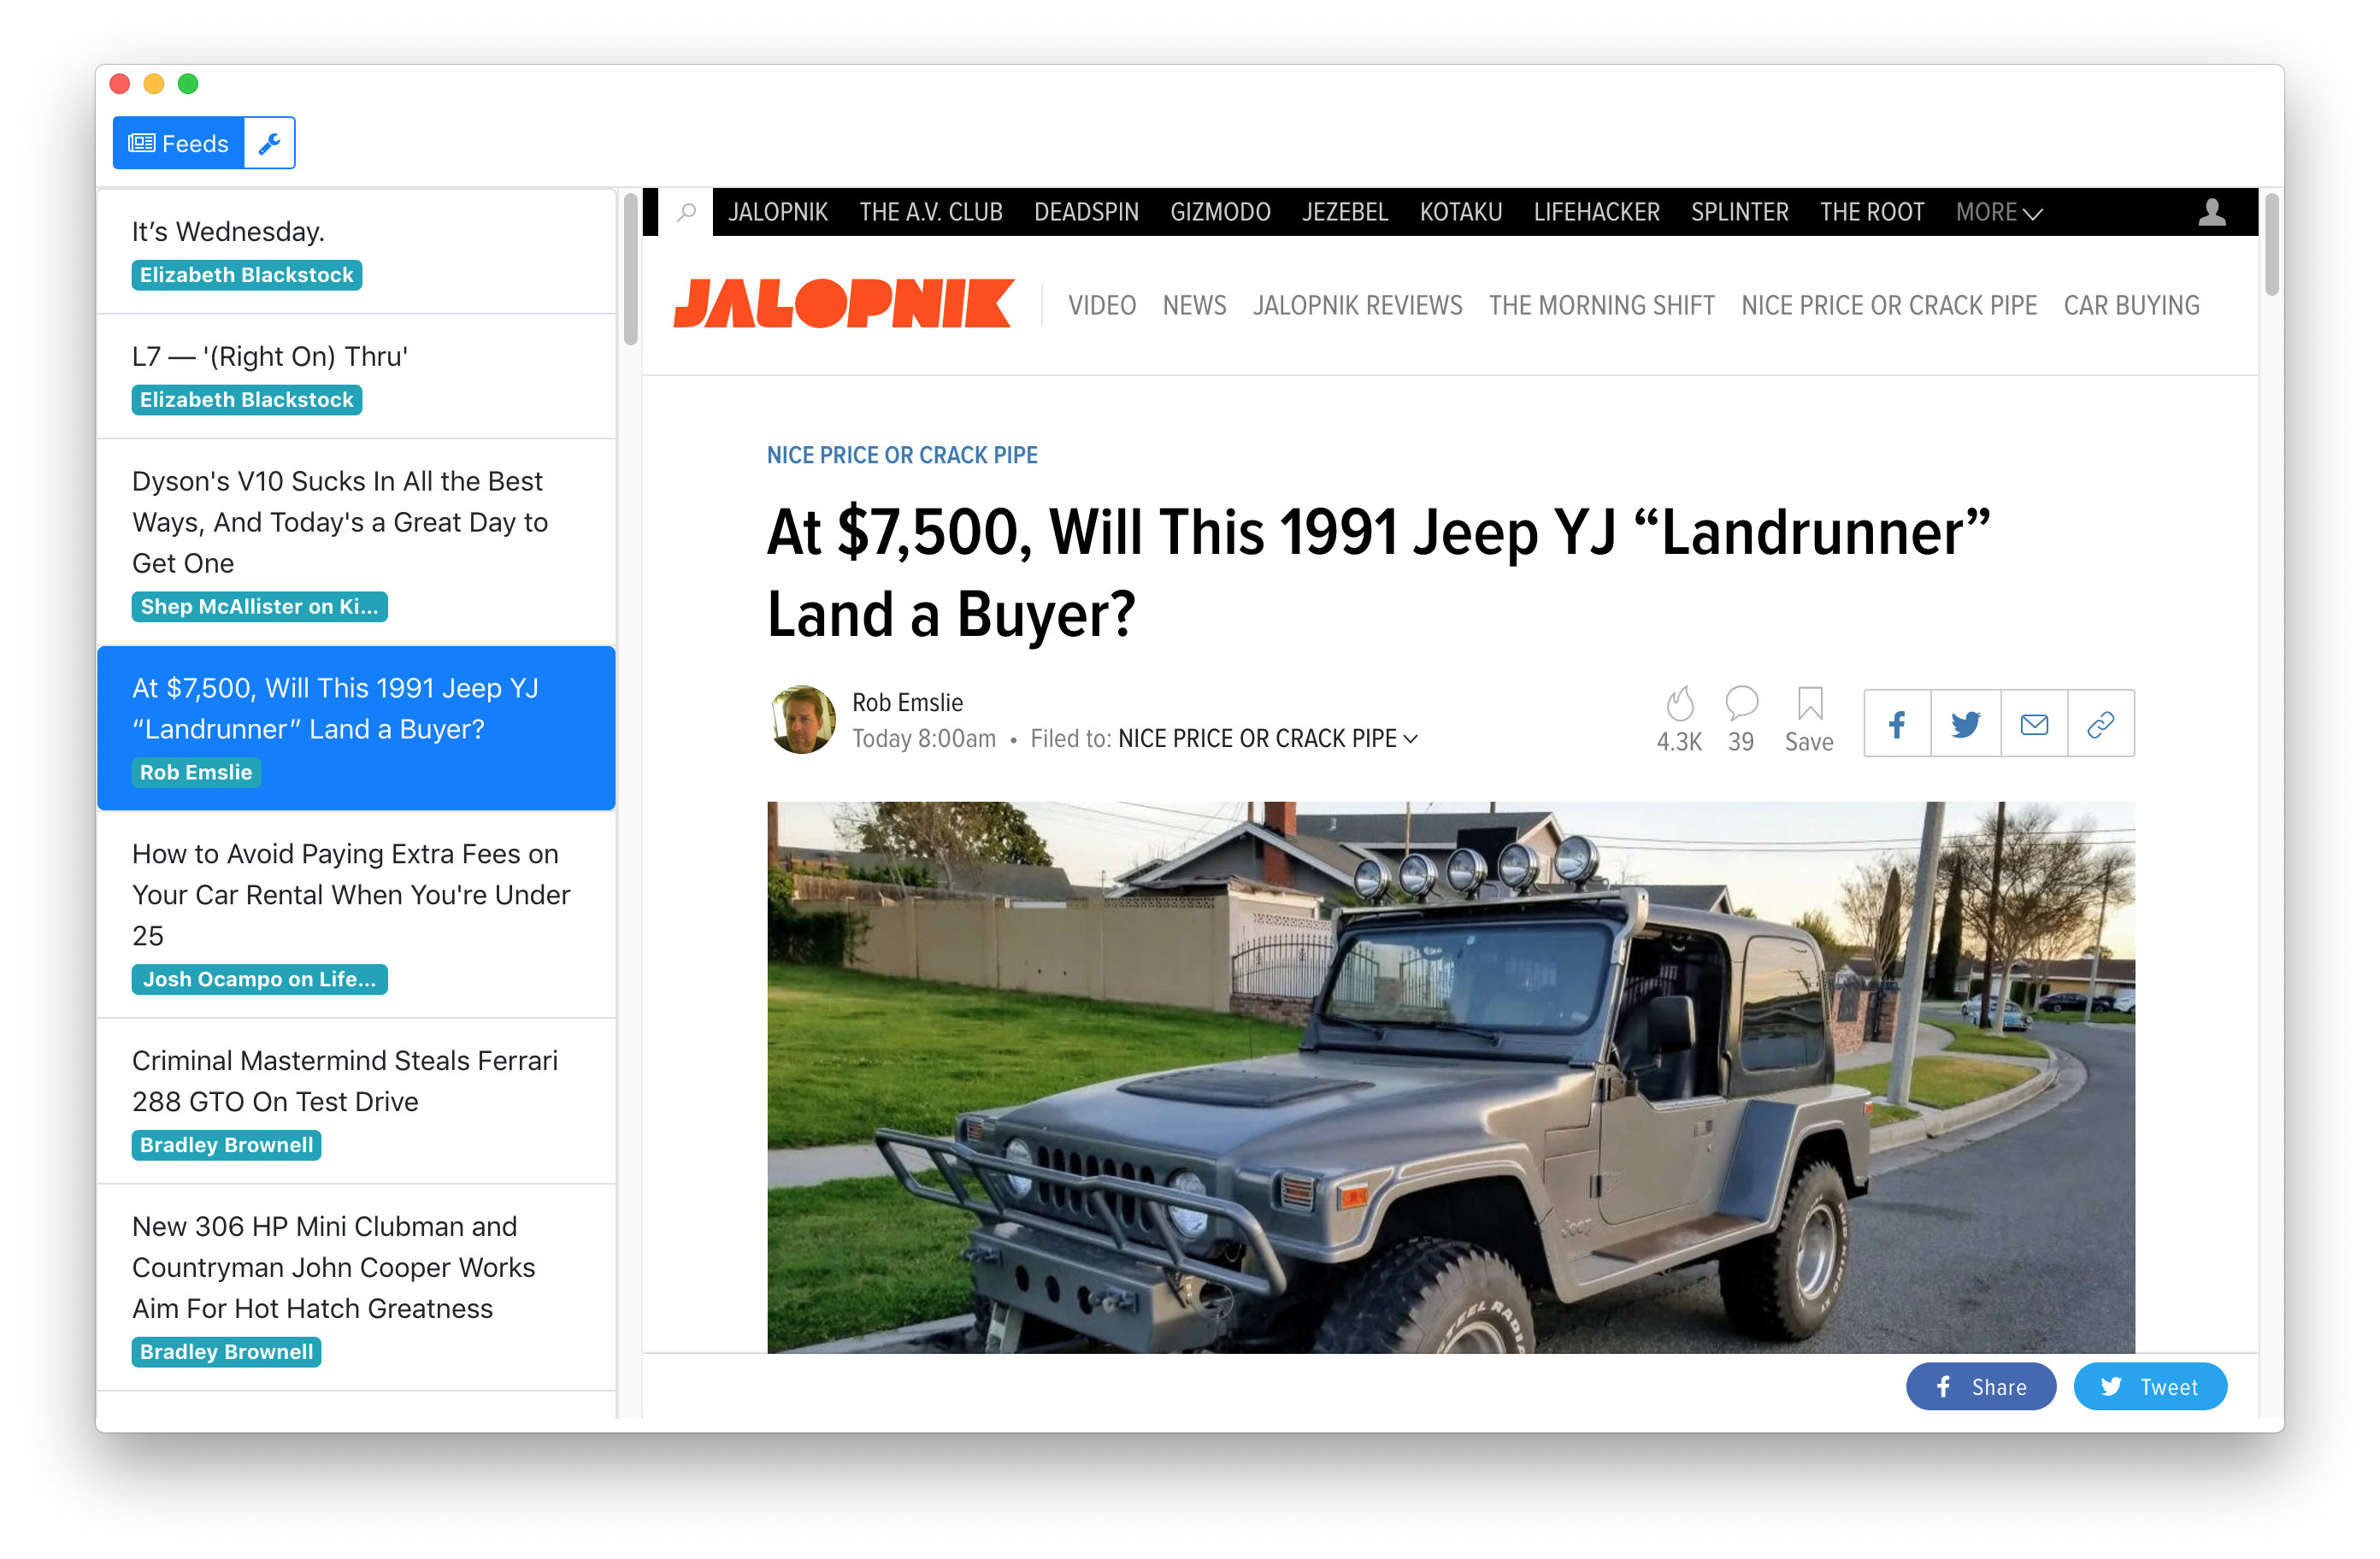 Feeds
It’s Wednesday.
Elizabeth Blackstock
L7 — '(Right On) Thru'
Elizabeth Blackstock
Dyson's V10 Sucks In All the Best
Ways, And Today's a Great Day to
Get One
Shep McAllister on Ki...
At $7,500, Will This 1991 Jeep YJ
“Landrunner” Land a Buyer?
Rob Emslie
How to Avoid Paying Extra Fees on
Your Car Rental When You're Under
25
Josh Ocampo on Life...
Criminal Mastermind Steals Ferrari
288 GTO On Test Drive
Bradley Brownell
New 306 HP Mini Clubman and
Countryman John Cooper Works
Aim For Hot Hatch Greatness
Bradley Brownell
JALOPNIK THE A.V. CLUB DEADSPIN GIZMODO JEZEBEL KOTAKU LIFEHACKER SPLINTER THE ROOT MORE
JALOPNIK VIDEO NEWS JALOPNIK REVIEWS THE MORNING SHIFT NICE PRICE OR CRACK PIPE CAR BUYING
NICE PRICE OR CRACK PIPE
At $7,500, Will This 1991 Jeep YJ “Landrunner”
Land a Buyer?
Rob Emslie
Today 8:00am • Filed to: NICE PRICE OR CRACK PIPE
4.3K 39 Save
Jeep
STEEL RADIAL
Share Tweet